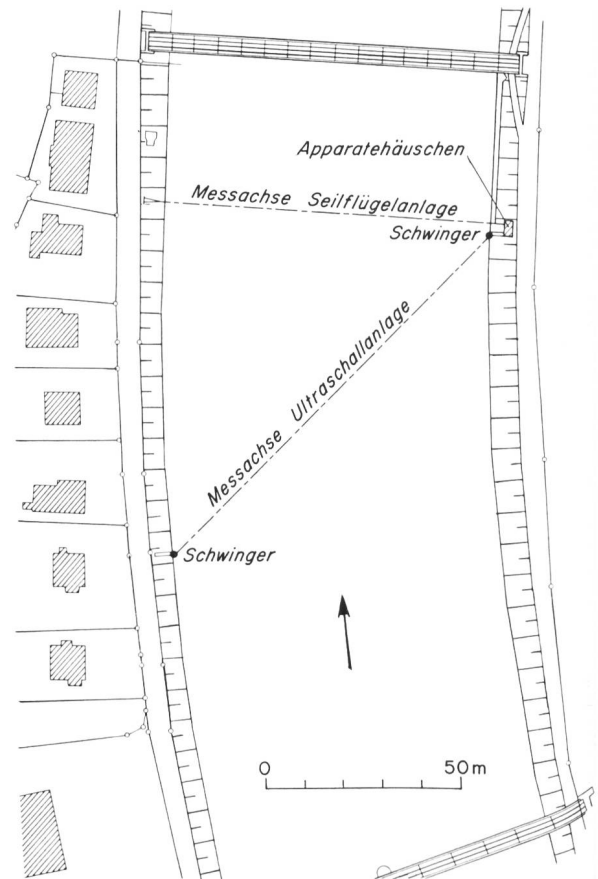 Apparatehäuschen
Messachse Seilflügelanlage
Schwinger
Messachse Ultraschallanlage
Schwinger
0 50m